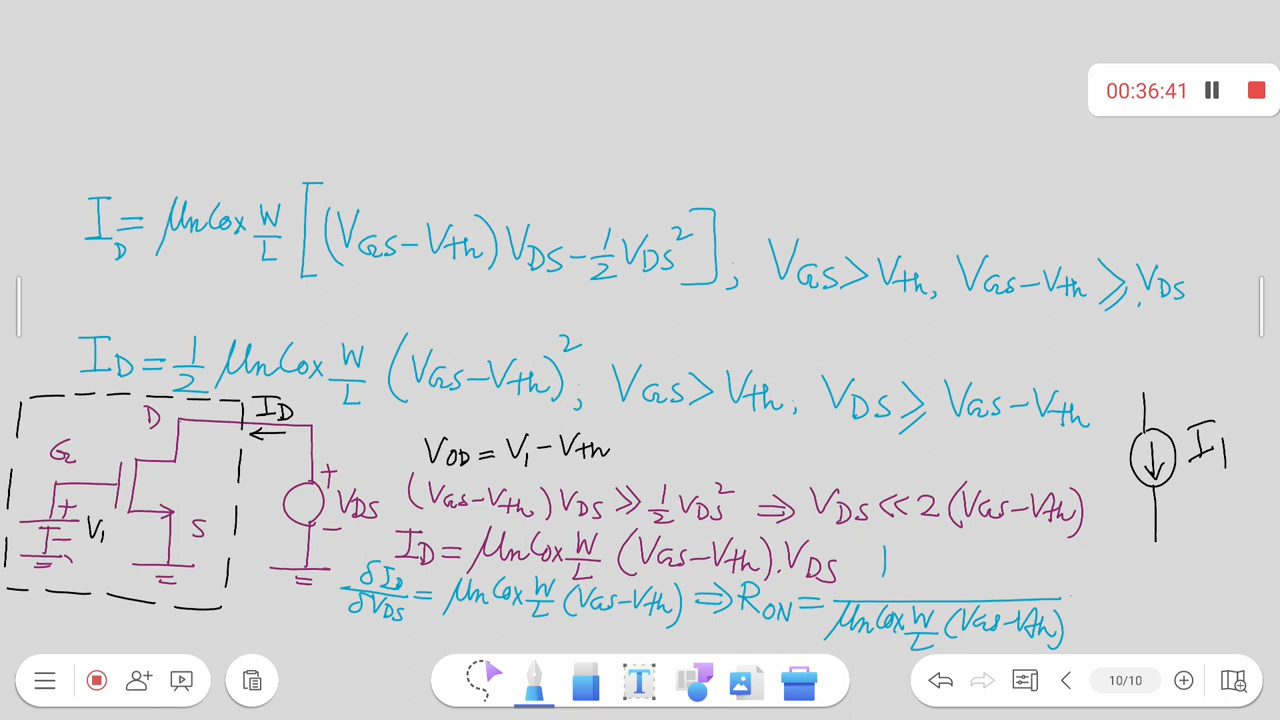 00:36:41
I_D = μnCox W/L [(VGS − Vth) VDS − 1/2 VDS²]; VGS > Vth, VGS − Vth ⩾ VDS
ID = 1/2 μnCox W/L (VGS − Vth)²; VGS > Vth, VDS ⩾ VGS − Vth
D ID
G
+ V1
S
+ VDS −
I1
VOD = V1 − Vth
(VGS − Vth) VDS ≫ 1/2 VDS² ⇒ VDS ≪ 2 (VGS − Vth)
ID = μnCox W/L (VGS − Vth). VDS
δID/δVDS = μnCox W/L (VGS − Vth) ⇒ RON = 1/(μnCox W/L (VGS − Vth))
T
10/10